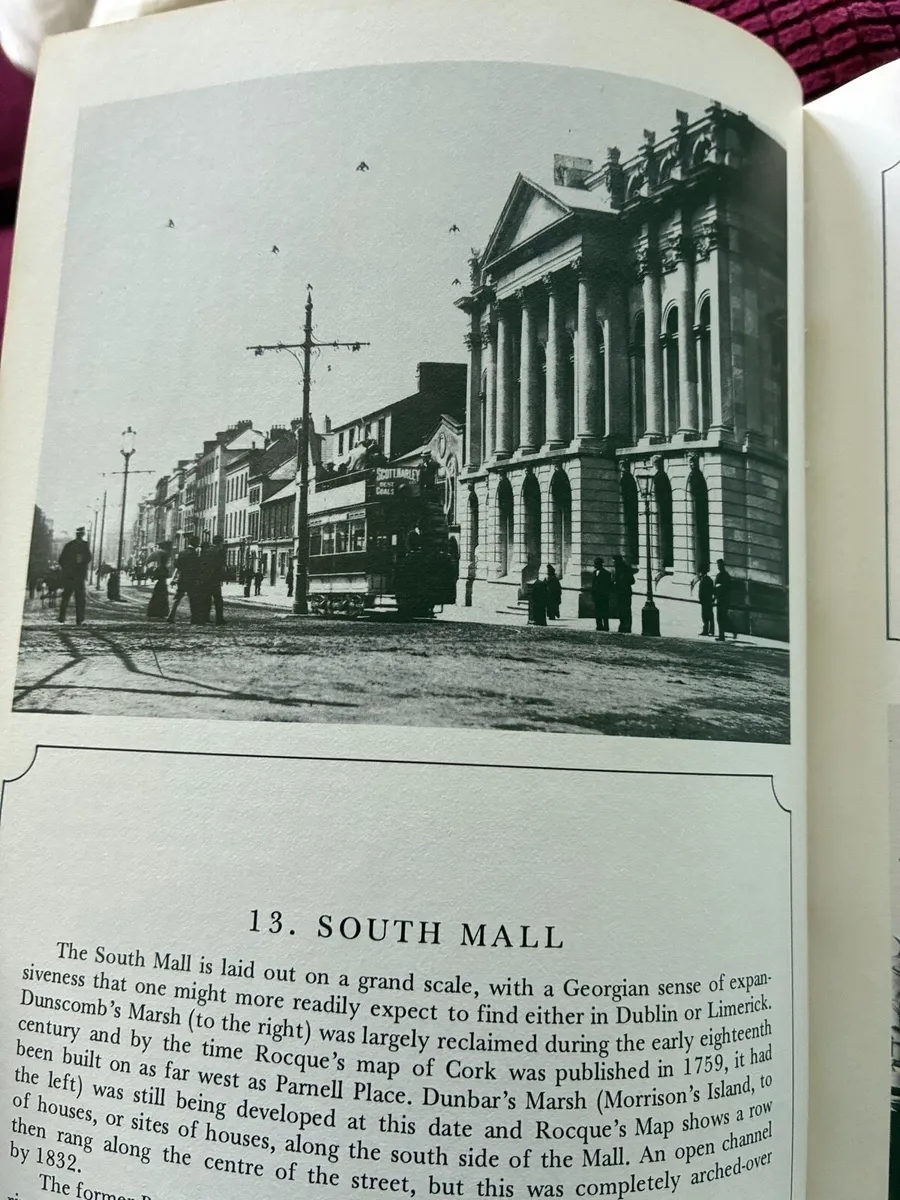 SCOTT HARLEY
BEST
COALS
13. SOUTH MALL
The South Mall is laid out on a grand scale, with a Georgian sense of expan-
siveness that one might more readily expect to find either in Dublin or Limerick.
Dunscomb's Marsh (to the right) was largely reclaimed during the early eighteenth
century and by the time Rocque's map of Cork was published in 1759, it had
been built on as far west as Parnell Place. Dunbar's Marsh (Morrison's Island, to
the left) was still being developed at this date and Rocque's Map shows a row
of houses, or sites of houses, along the south side of the Mall. An open channel
then rang along the centre of the street, but this was completely arched-over
by 1832.
The former